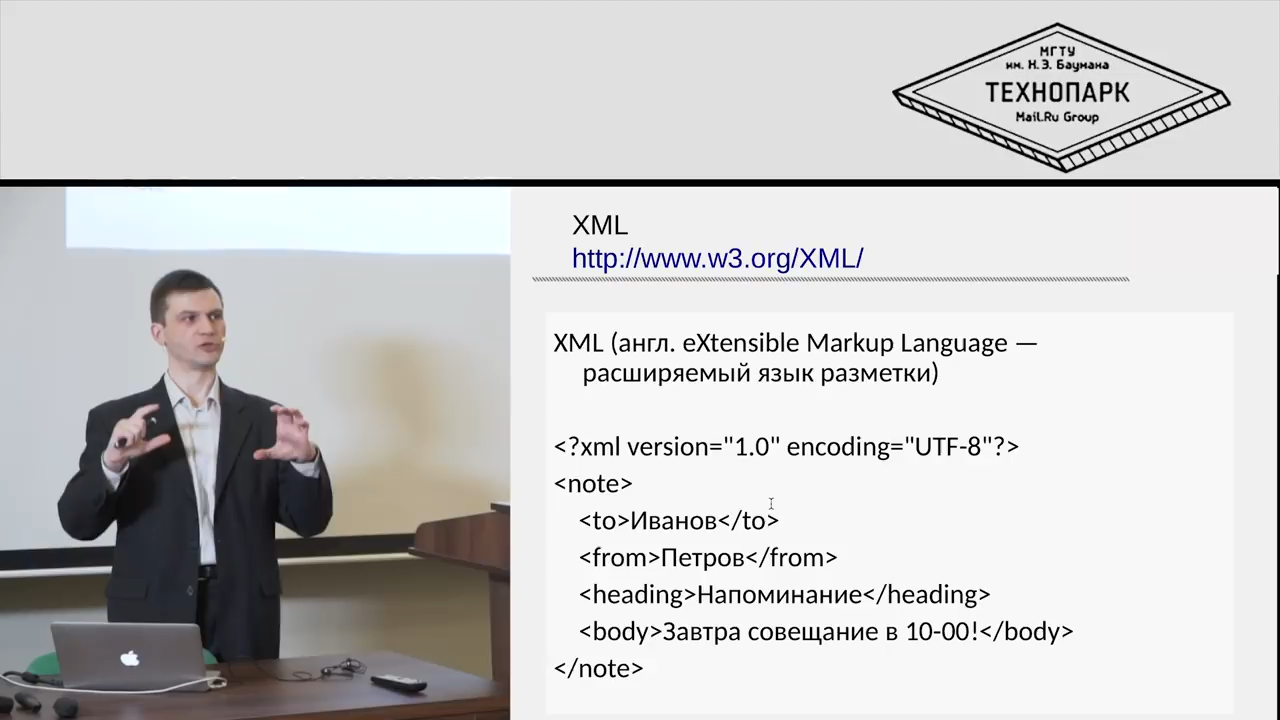 МГТУ
им. Н.Э. Баумана
ТЕХНОПАРК
Mail.Ru Group
XML
http://www.w3.org/XML/
XML (англ. eXtensible Markup Language —
расширяемый язык разметки)
<?xml version="1.0" encoding="UTF-8"?>
<note>
<to>Иванов</to>
<from>Петров</from>
<heading>Напоминание</heading>
<body>Завтра совещание в 10-00!</body>
</note>